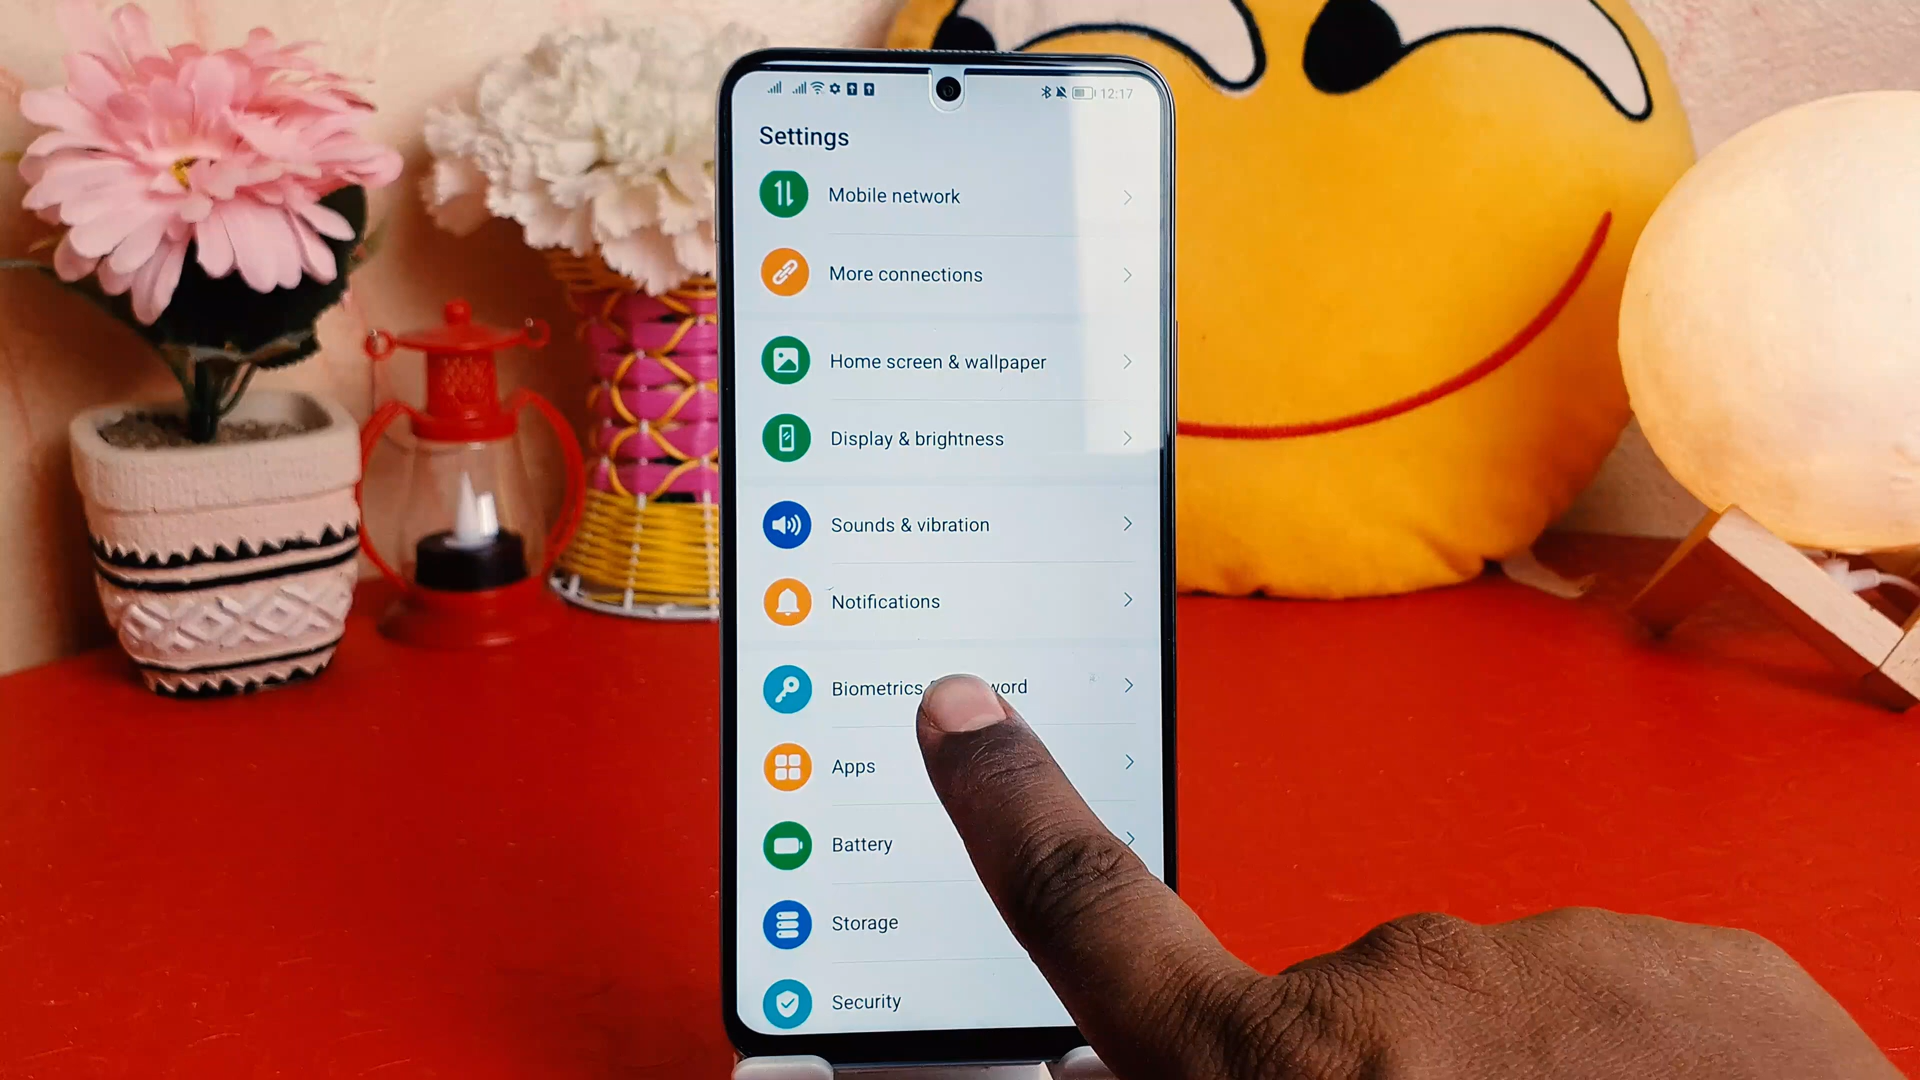 12:17
Settings
Mobile network
More connections
Home screen & wallpaper
Display & brightness
Sounds & vibration
Notifications
Biometrics
Apps
Battery
Storage
Security